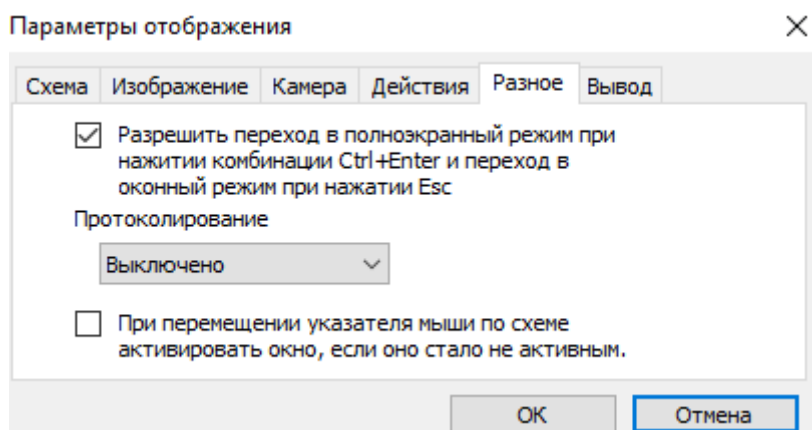 Параметры отображения
Схема Изображение Камера Действия Разное Вывод
Разрешить переход в полноэкранный режим при
нажитии комбинации Ctrl+Enter и переход в
оконный режим при нажатии Esc
Протоколирование
Выключено
При перемещении указателя мыши по схеме
активировать окно, если оно стало не активным.
ОК Отмена